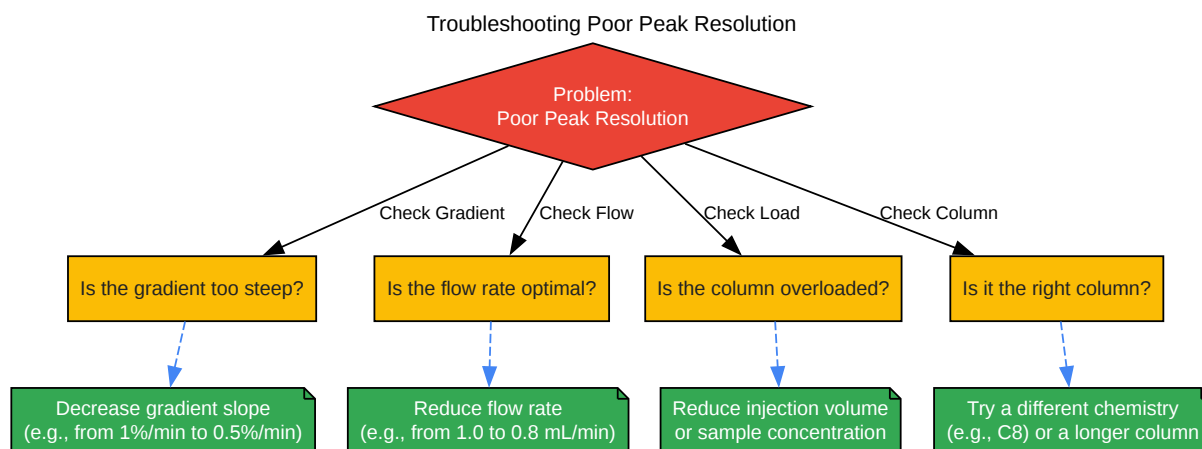 Troubleshooting Poor Peak Resolution
Problem:
Poor Peak Resolution
Check Gradient
Check Flow
Check Load
Check Column
Is the gradient too steep?
Is the flow rate optimal?
Is the column overloaded?
Is it the right column?
Decrease gradient slope
(e.g., from 1%/min to 0.5%/min)
Reduce flow rate
(e.g., from 1.0 to 0.8 mL/min)
Reduce injection volume
or sample concentration
Try a different chemistry
(e.g., C8) or a longer column